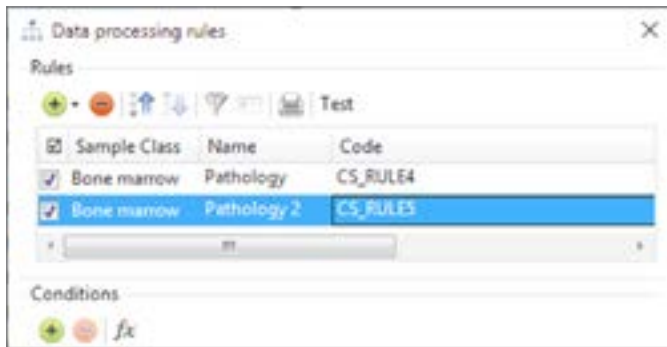 Data processing rules
Rules
Test
Sample Class Name Code
Bone marrow Pathology CS_RULE4
Bone marrow Pathology 2 CS_RULE5
Conditions
fx